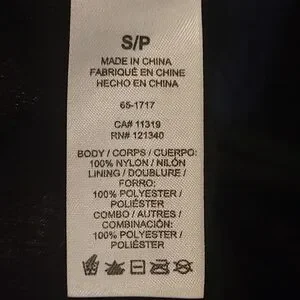 S/P
MADE IN CHINA
FABRIQUÉ EN CHINE
HECHO EN CHINA
65-1717
CA# 11319
RN# 121340
BODY / CORPS / CUERPO:
100% NYLON / NILÓN
LINING / DOUBLURE /
FORRO:
100% POLYESTER /
POLIÉSTER
COMBO / AUTRES /
COMBINACIÓN:
100% POLYESTER /
POLIÉSTER